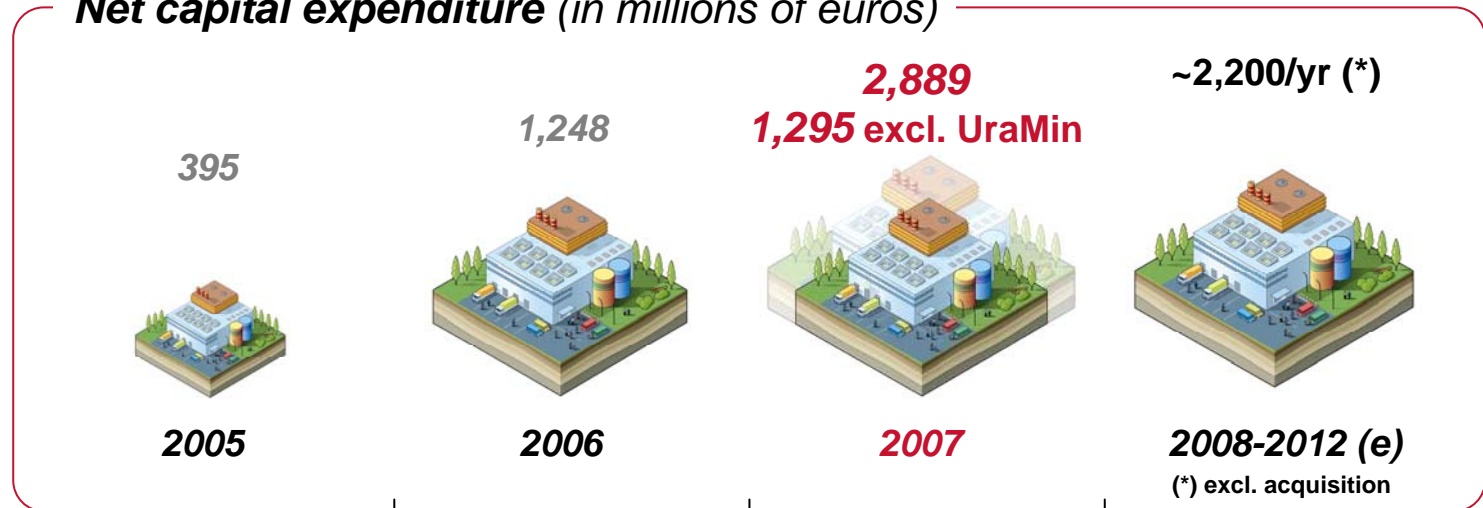 Net capital expenditure (in millions of euros)
395
1,248
2,889
1,295 excl. UraMin
~2,200/yr (*)
2005
2006
2007
2008-2012 (e)
(*) excl. acquisition